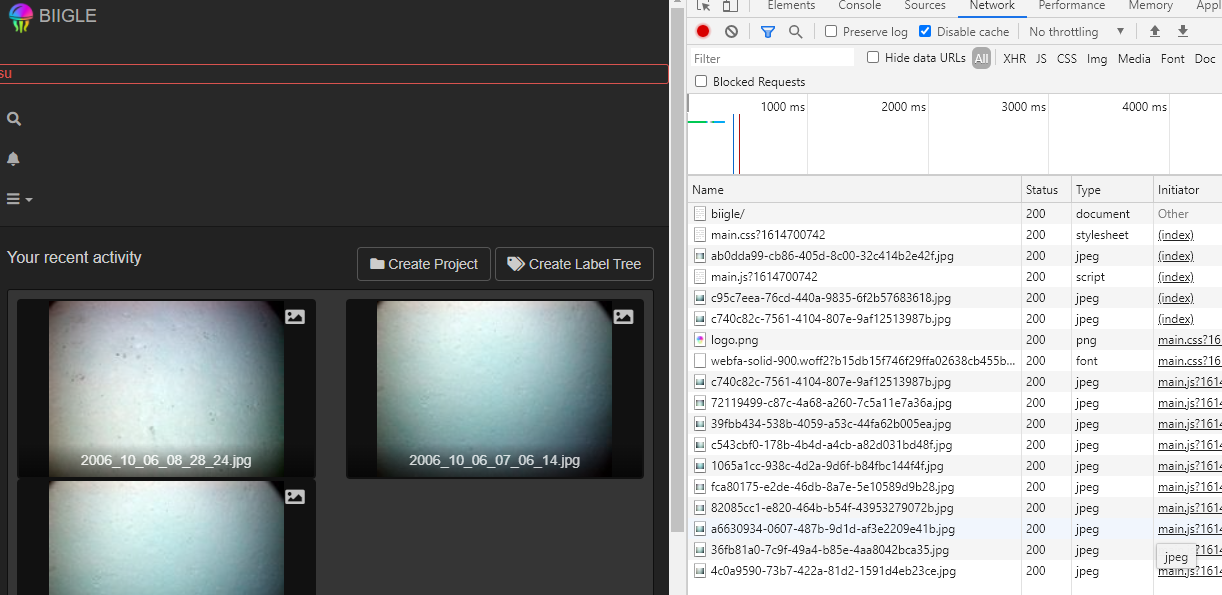 BIIGLE
su
Your recent activity
Create Project
Create Label Tree
2006_10_06_08_28_24.jpg
2006_10_06_07_06_14.jpg
Elements Console Sources Network Performance Memory Appl
Preserve log Disable cache No throttling
Filter Hide data URLs All XHR JS CSS Img Media Font Doc
Blocked Requests
1000 ms 2000 ms 3000 ms 4000 ms
Name Status Type Initiator
biigle/ 200 document Other
main.css?1614700742 200 stylesheet (index)
ab0dda99-cb86-405d-8c00-32c414b2e42f.jpg 200 jpeg (index)
main.js?1614700742 200 script (index)
c95c7eea-76cd-440a-9835-6f2b57683618.jpg 200 jpeg (index)
c740c82c-7561-4104-807e-9af12513987b.jpg 200 jpeg (index)
logo.png 200 png main.css?16
webfa-solid-900.woff2?b15db15f746f29ffa02638cb455b... 200 font main.css?16
c740c82c-7561-4104-807e-9af12513987b.jpg 200 jpeg main.js?1614
72119499-c87c-4a68-a260-7c5a11e7a36a.jpg 200 jpeg main.js?1614
39fbb434-538b-4059-a53c-44fa62b005ea.jpg 200 jpeg main.js?1614
c543cbf0-178b-4b4d-a4cb-a82d031bd48f.jpg 200 jpeg main.js?1614
1065a1cc-938c-4d2a-9d6f-b84fbc144f4f.jpg 200 jpeg main.js?1614
fca80175-e2de-46db-8a7e-5e10589d9b28.jpg 200 jpeg main.js?1614
82085cc1-e820-464b-b54f-43953279072b.jpg 200 jpeg main.js?1614
a6630934-0607-487b-9d1d-af3e2209e41b.jpg 200 jpeg main.js?1614
36fb81a0-7c9f-49a4-b85e-4aa8042bca35.jpg 200 jpeg
jpeg
4c0a9590-73b7-422a-81d2-1591d4eb23ce.jpg 200 jpeg main.js?1614